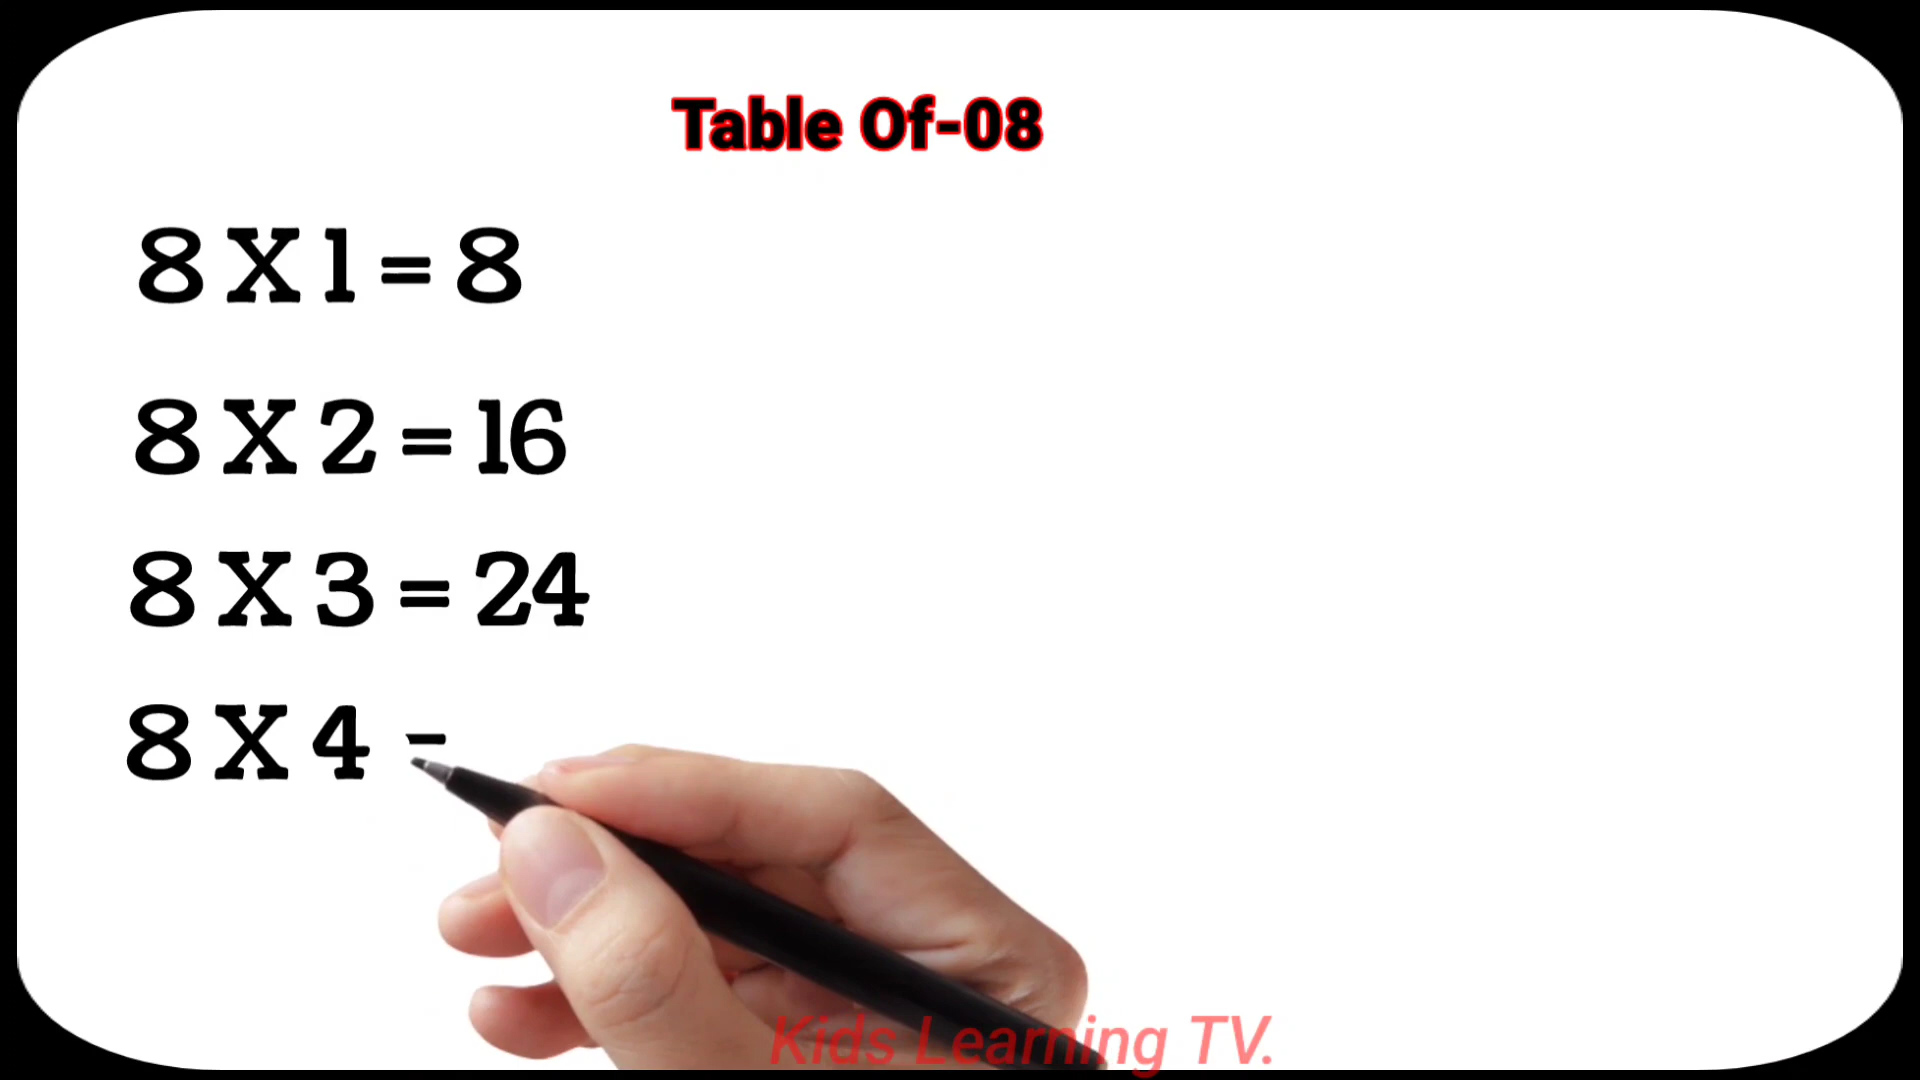 Table Of-08
8 X 1 = 8
8 X 2 = 16
8 X 3 = 24
8 X 4 -
Kids Learning TV.